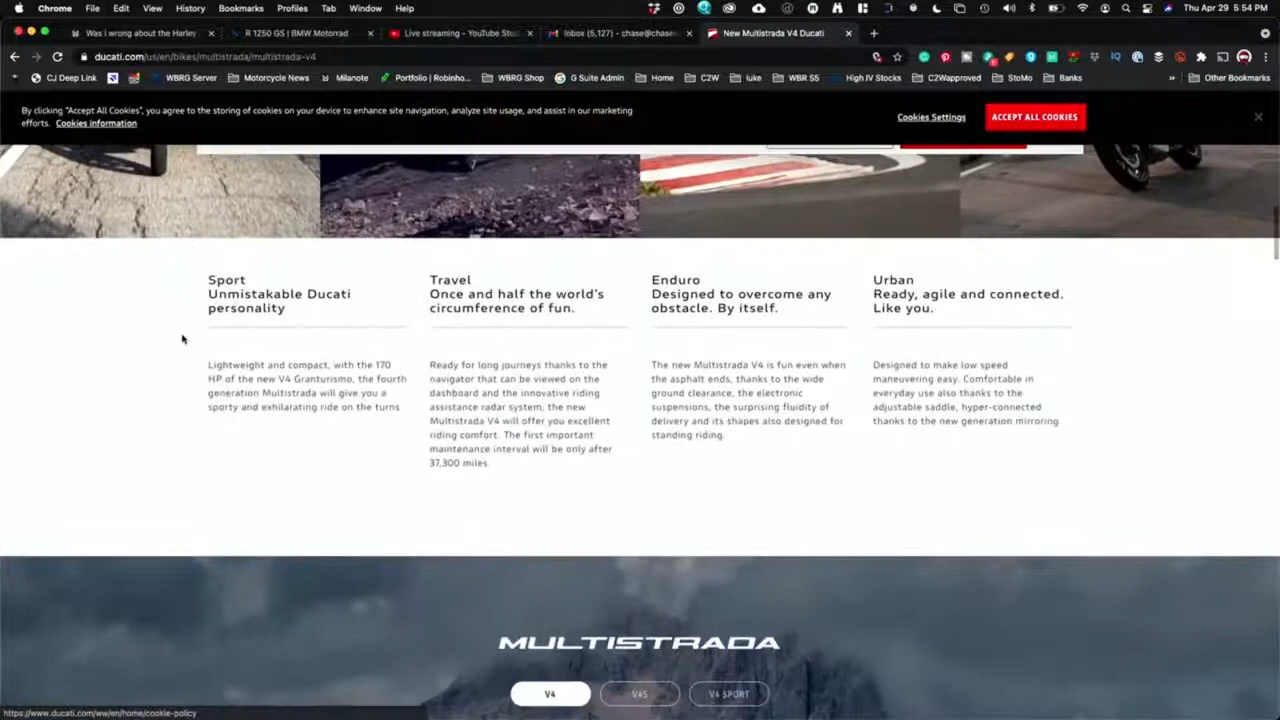 Chrome File Edit View History Bookmarks Profiles Tab Window Help Thu Apr 29 5:54 PM
Was i wrong about the Harley R 1250 GS | BMW Motorrad Live streaming - YouTube Stu Inbox (5,127) - chase@chase New Multistrada V4 Ducati
ducati.com/us/en/bikes/multistrada/multistrada-v4
CJ Deep Link WBRG Server Motorcycle News Milanote Portfolio | Robinho... WBRG Shop G Suite Admin Home C2W luke WBR S5 High IV Stocks C2Wapproved StoMo Banks » Other Bookmarks
By clicking "Accept All Cookies", you agree to the storing of cookies on your device to enhance site navigation, analyze site usage, and assist in our marketing
efforts. Cookies information
Cookies Settings
ACCEPT ALL COOKIES
Sport
Unmistakable Ducati
personality
Lightweight and compact, with the 170
HP of the new V4 Granturismo, the fourth
generation Multistrada will give you a
sporty and exhilarating ride on the turns
Travel
Once and half the world's
circumference of fun.
Ready for long journeys thanks to the
navigator that can be viewed on the
dashboard and the innovative riding
assistance radar system, the new
Multistrada V4 will offer you excellent
riding comfort. The first important
maintenance interval will be only after
37,300 miles.
Enduro
Designed to overcome any
obstacle. By itself.
The new Multistrada V4 is fun even when
the asphalt ends, thanks to the wide
ground clearance, the electronic
suspensions, the surprising fluidity of
delivery and its shapes also designed for
standing riding.
Urban
Ready, agile and connected.
Like you.
Designed to make low speed
maneuvering easy. Comfortable in
everyday use also thanks to the
adjustable saddle, hyper-connected
thanks to the new generation mirroring
MULTISTRADA
V4 V4S V4 SPORT
https://www.ducati.com/ww/en/home/cookie-policy